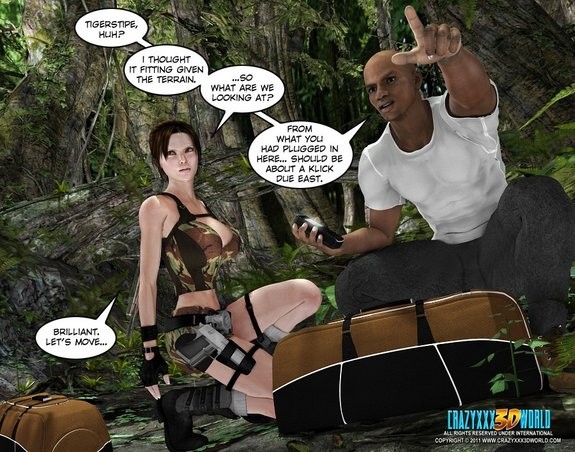 TIGERSTIPE,
HUH?
I THOUGHT
IT FITTING GIVEN
THE TERRAIN.
...SO
WHAT ARE WE
LOOKING AT?
FROM
WHAT YOU
HAD PLUGGED IN
HERE... SHOULD BE
ABOUT A KLICK
DUE EAST.
BRILLIANT.
LET'S MOVE...
CRAZYXXX3DWORLD
ALL RIGHTS RESERVED UNDER INTERNATIONAL
COPYRIGHT © 2011 WWW.CRAZYXXX3DWORLD.COM